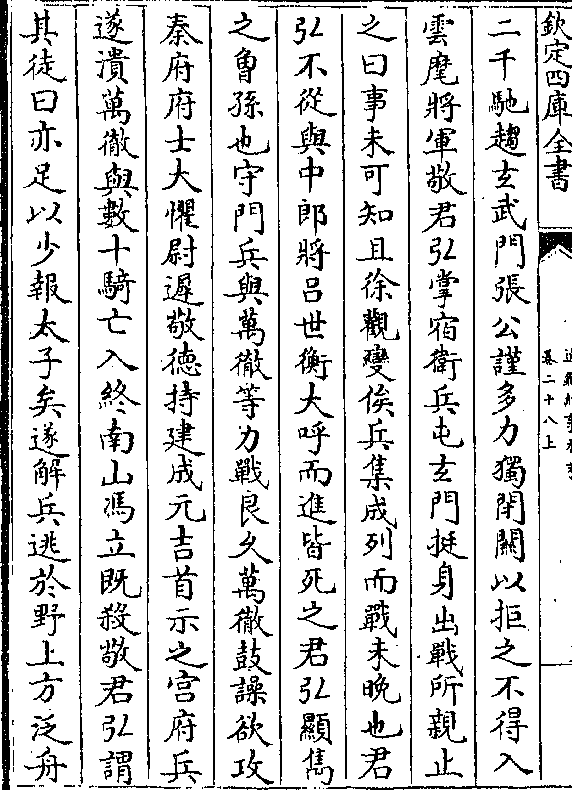 欽定四庫全書
卷二十八上
二千馳趨玄武門張公謹多力獨閉關以拒之不得入
雲麾將軍敬君弘掌宿衛兵屯玄門挺身出戰所親止
之曰事未可知且徐觀變俟兵集成列而戰未晚也君
弘不從與中郎將呂世衡大呼而進皆死之君弘顯儁
之曾孫也守門兵與萬徹等力戰良久萬徹鼓譟欲攻
秦府府士大懼尉遲敬德持建成元吉首示之宮府兵
遂潰萬徹與數十騎亡入終南山馮立既殺敬君弘謂
其徒曰亦足以少報太子矣遂解兵逃於野上方泛舟